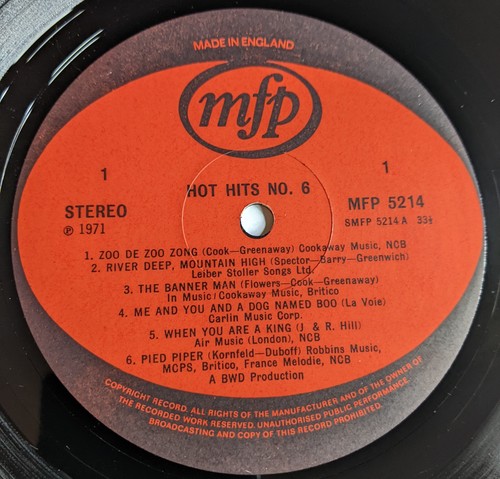 MADE IN ENGLAND
mfp
1
1
HOT HITS NO. 6
STEREO
MFP 5214
℗ 1971
SMFP 5214 A 33⅓
1. ZOO DE ZOO ZONG (Cook—Greenaway) Cookaway Music, NCB
2. RIVER DEEP, MOUNTAIN HIGH (Spector—Barry—Greenwich)
Leiber Stoller Songs Ltd.
3. THE BANNER MAN (Flowers—Cook—Greenaway)
In Music/Cookaway Music, Britico
4. ME AND YOU AND A DOG NAMED BOO (La Voie)
Carlin Music Corp.
5. WHEN YOU ARE A KING (J & R. Hill)
Air Music (London), NCB
6. PIED PIPER (Kornfeld—Duboff) Robbins Music,
MCPS, Britico, France Melodie, NCB
A BWD Production
COPYRIGHT RECORD. ALL RIGHTS OF THE MANUFACTURER AND OF THE OWNER OF
THE RECORDED WORK RESERVED. UNAUTHORISED PUBLIC PERFORMANCE.
BROADCASTING AND COPY OF THIS RECORD PROHIBITED.